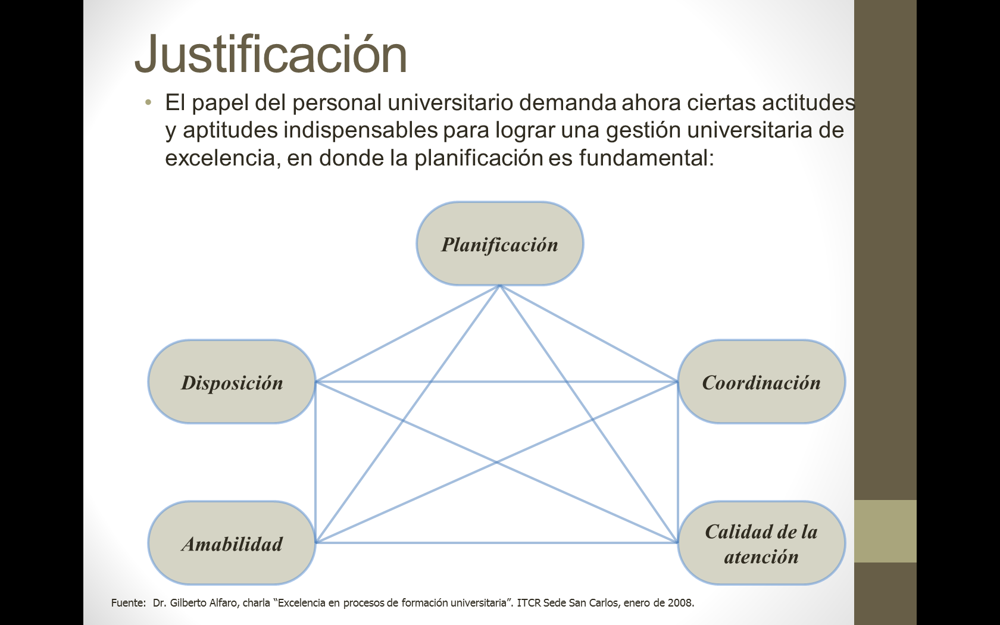 Justificación
• El papel del personal universitario demanda ahora ciertas actitudes
y aptitudes indispensables para lograr una gestión universitaria de
excelencia, en donde la planificación es fundamental:
Planificación
Disposición
Coordinación
Amabilidad
Calidad de la
atención
Fuente: Dr. Gilberto Alfaro, charla “Excelencia en procesos de formación universitaria”. ITCR Sede San Carlos, enero de 2008.